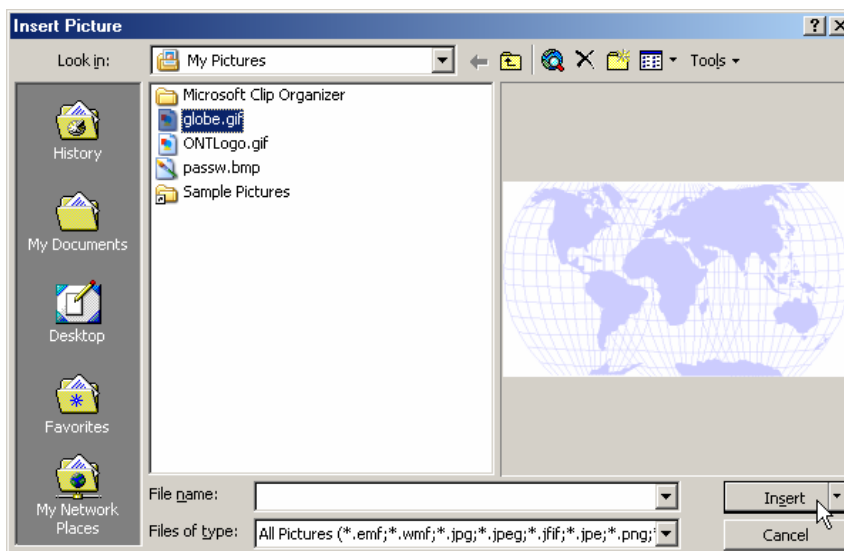 Insert Picture
Look in:
My Pictures
Tools
History
My Documents
Desktop
Favorites
My Network
Places
Microsoft Clip Organizer
globe.gif
ONTLogo.gif
passw.bmp
Sample Pictures
File name:
Insert
Files of type:
All Pictures (*.emf;*.wmf;*.jpg;*.jpeg;*.jfif;*.jpe;*.png;*
Cancel